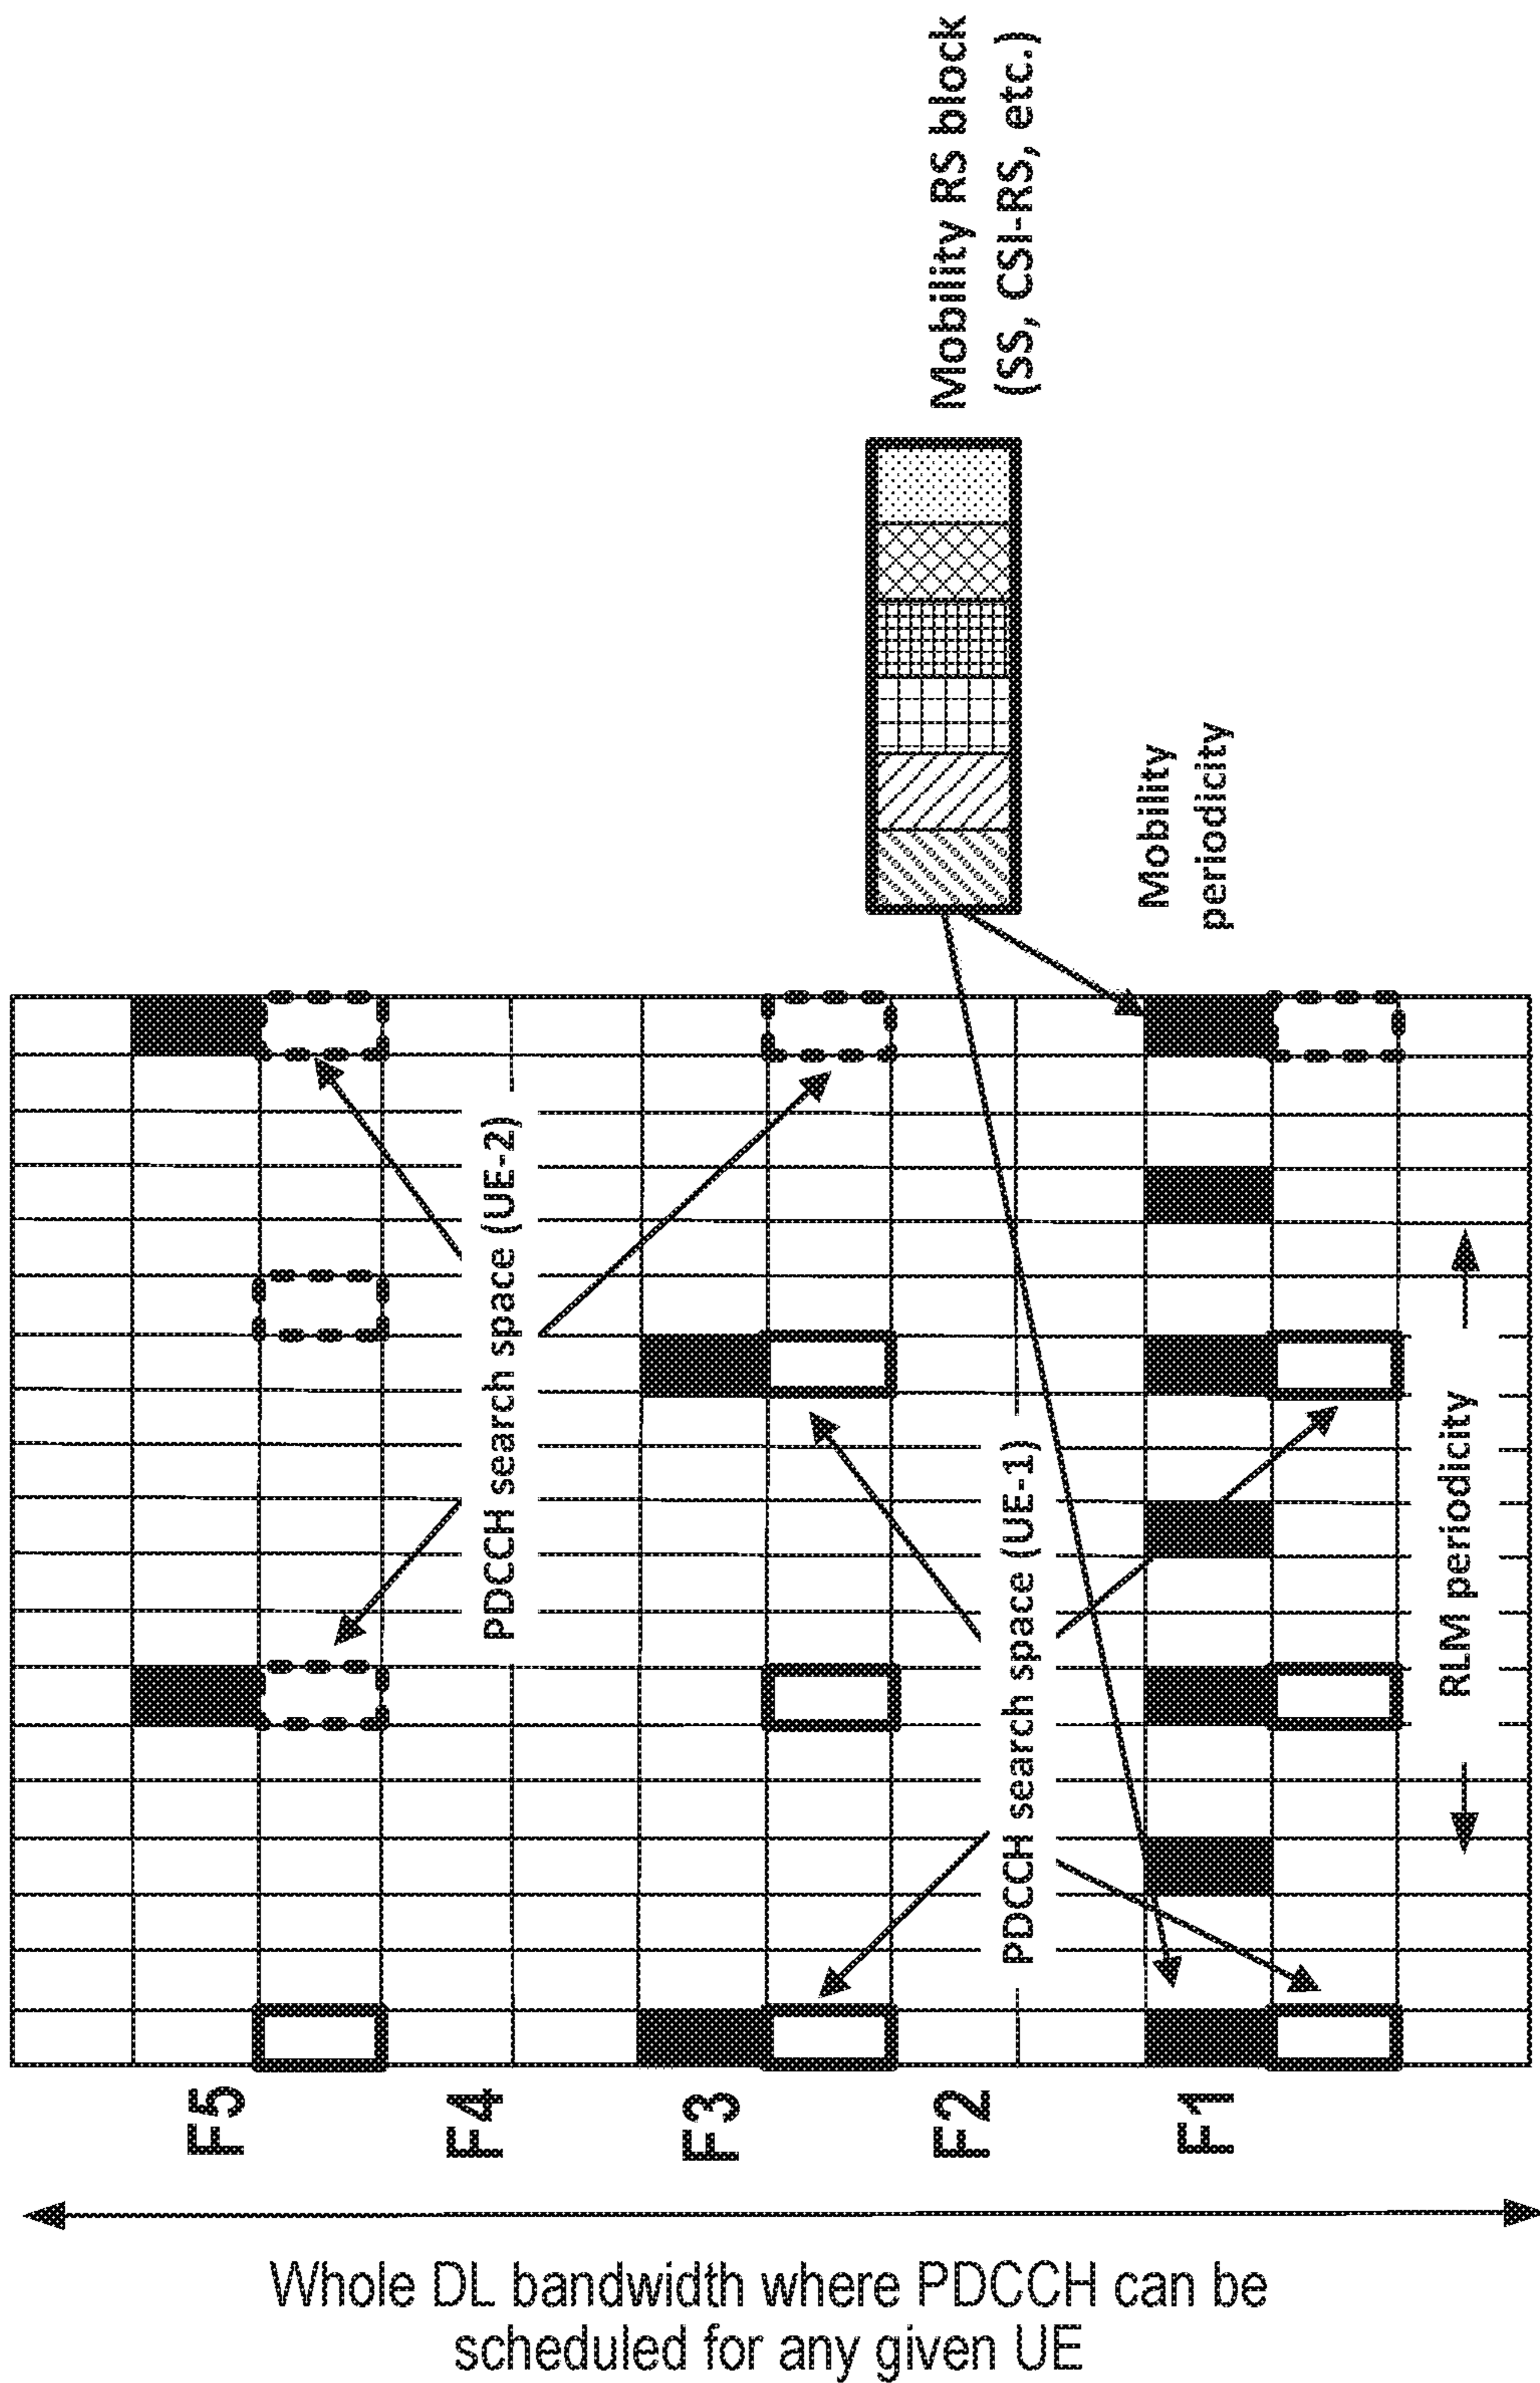 Whole DL bandwidth where PDCCH can be
scheduled for any given UE
F5
F4
F3
F2
F1
PDCCH search space (UE-2)
PDCCH search space (UE-1)
RLM periodicity
Mobility
periodicity
Mobility RS block
(SS, CSI-RS, etc.)